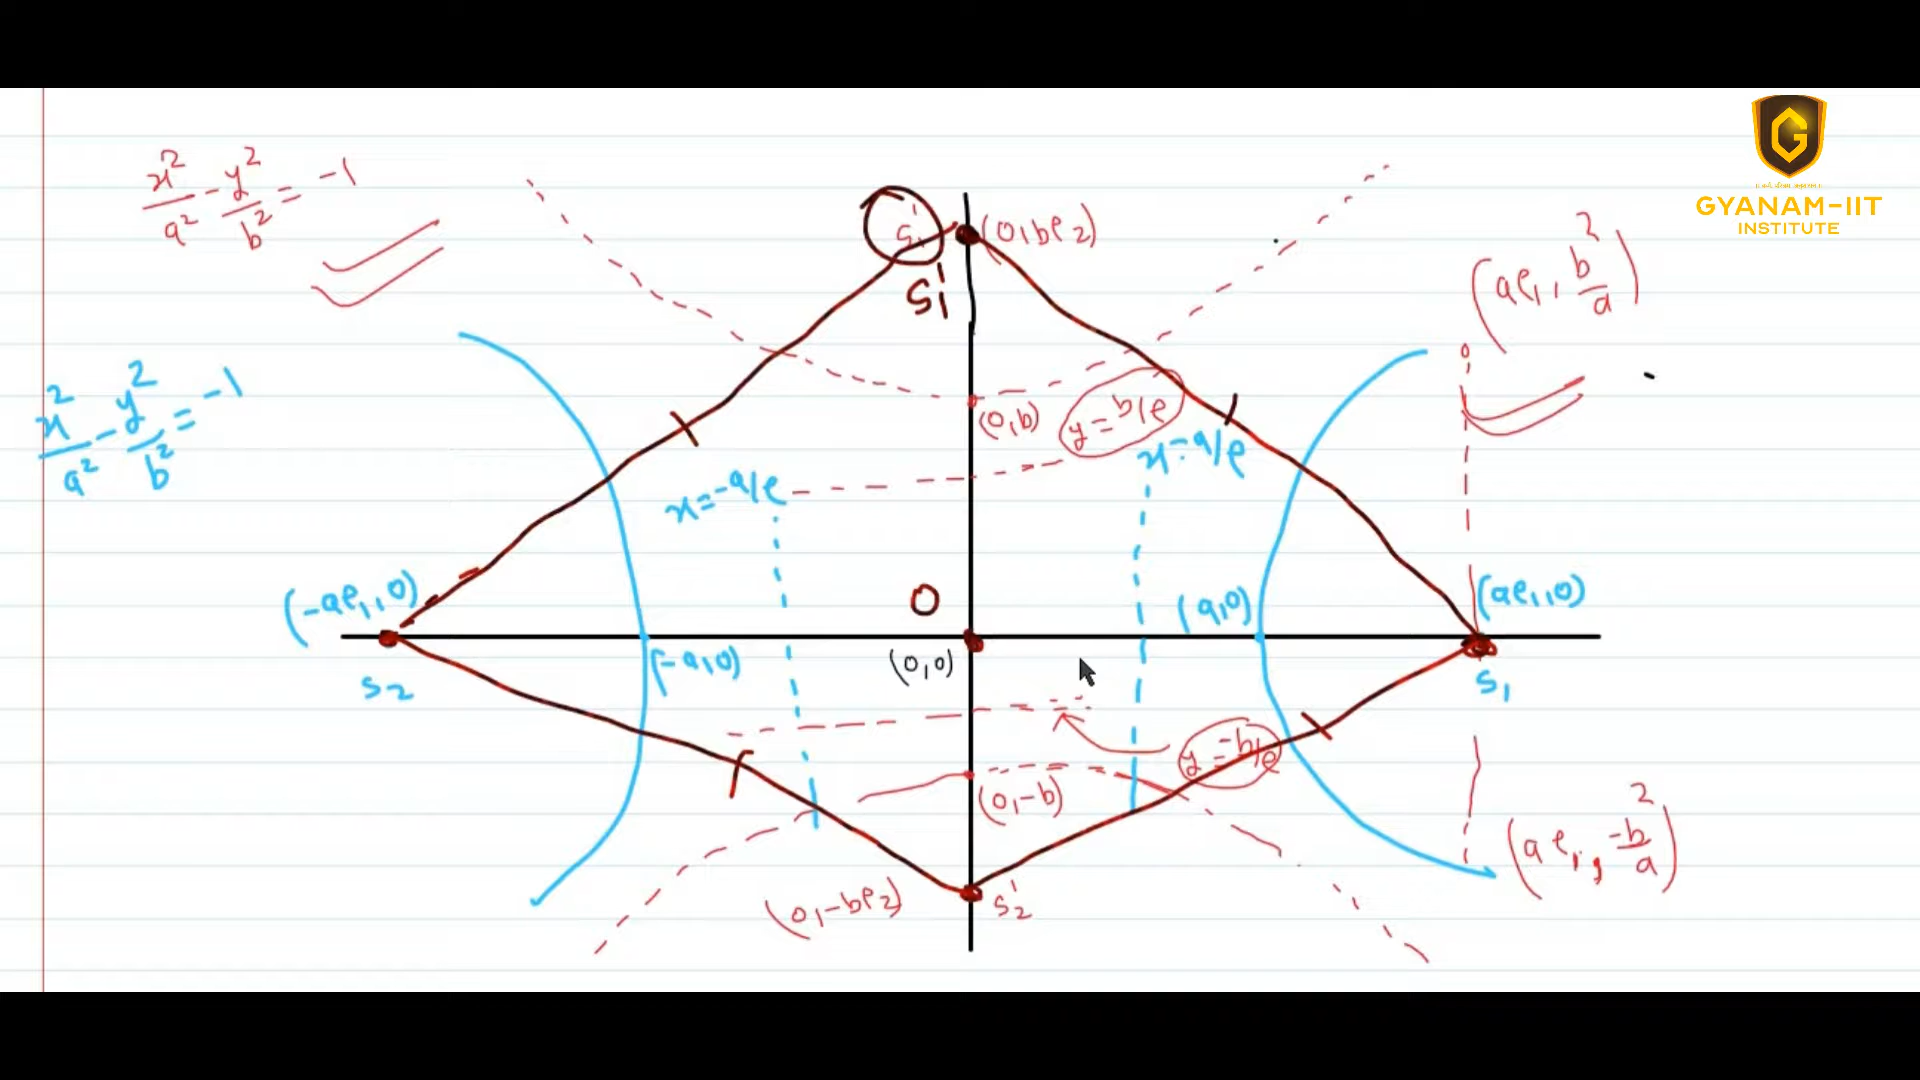 x²/a² - y²/b² = -1
GYANAM-IIT
INSTITUTE
S₁'
(0, be₂)
S₁'
(ae₁, b²/a)
x²/a² - y²/b² = -1
(0, b)
y = b/e
x = a/e
x = -a/e
(-ae₁, 0)
O
(a, 0)
(ae₁, 0)
(-a, 0)
(0, 0)
S₂
S₁
y = -b/e
(0, -b)
(ae₁, -b²/a)
(0, -be₂)
S₂'